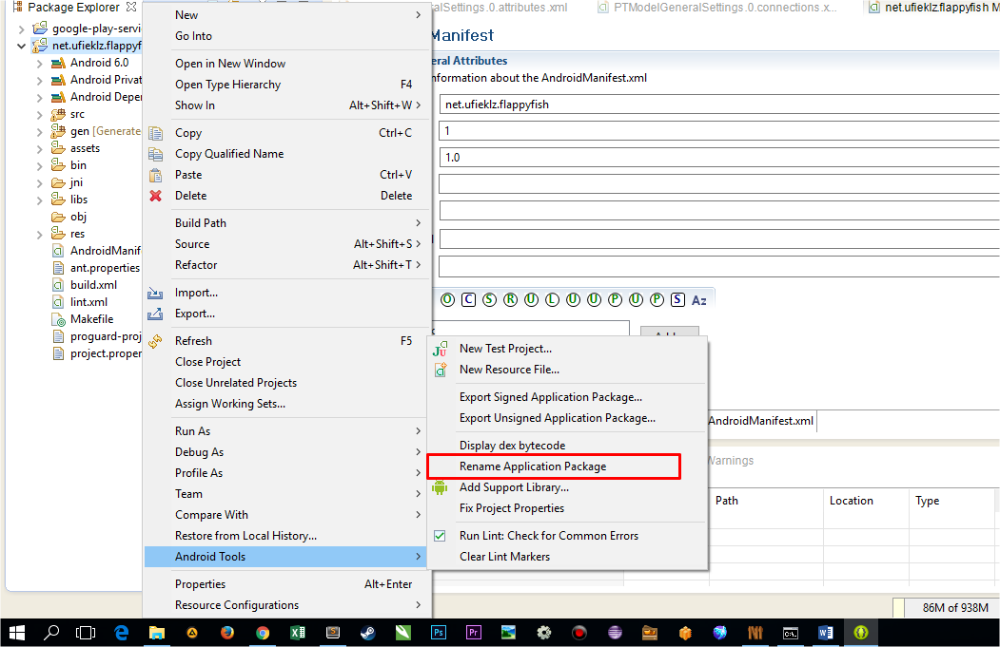 Package Explorer
ralSettings.0.attributes.xml
PTModelGeneralSettings.0.connections.x...
net.ufieklz.flappyfish M
google-play-servi
net.ufieklz.flappyf
Android 6.0
Android Privat
Android Depen
src
gen [Generate
assets
bin
jni
libs
obj
res
AndroidManif
ant.properties
build.xml
lint.xml
Makefile
proguard-proj
project.proper
New
Go Into
Open in New Window
Open Type Hierarchy F4
Show In Alt+Shift+W
Copy Ctrl+C
Copy Qualified Name
Paste Ctrl+V
Delete Delete
Build Path
Source Alt+Shift+S
Refactor Alt+Shift+T
Import...
Export...
Refresh F5
Close Project
Close Unrelated Projects
Assign Working Sets...
Run As
Debug As
Profile As
Team
Compare With
Restore from Local History...
Android Tools
Properties Alt+Enter
Resource Configurations
Manifest
eral Attributes
nformation about the AndroidManifest.xml
net.ufieklz.flappyfish
1
1.0
O C S R U L U U P U P S Az
New Test Project...
New Resource File...
Export Signed Application Package...
Export Unsigned Application Package...
Display dex bytecode
Rename Application Package
Add Support Library...
Fix Project Properties
Run Lint: Check for Common Errors
Clear Lint Markers
AndroidManifest.xml
Warnings
Path Location Type
86M of 938M
Ps Pr